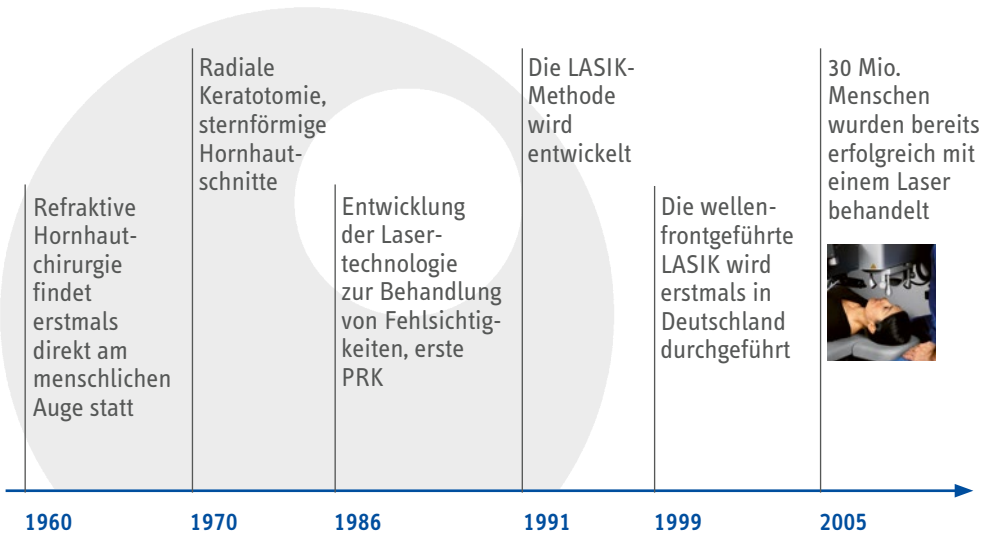 Refraktive
Hornhaut-
chirurgie
findet
erstmals
direkt am
menschlichen
Auge statt
Radiale
Keratotomie,
sternförmige
Hornhaut-
schnitte
Entwicklung
der Laser-
technologie
zur Behandlung
von Fehlsichtig-
keiten, erste
PRK
Die LASIK-
Methode
wird
entwickelt
Die wellen-
frontgeführte
LASIK wird
erstmals in
Deutschland
durchgeführt
30 Mio.
Menschen
wurden bereits
erfolgreich mit
einem Laser
behandelt
1960
1970
1986
1991
1999
2005